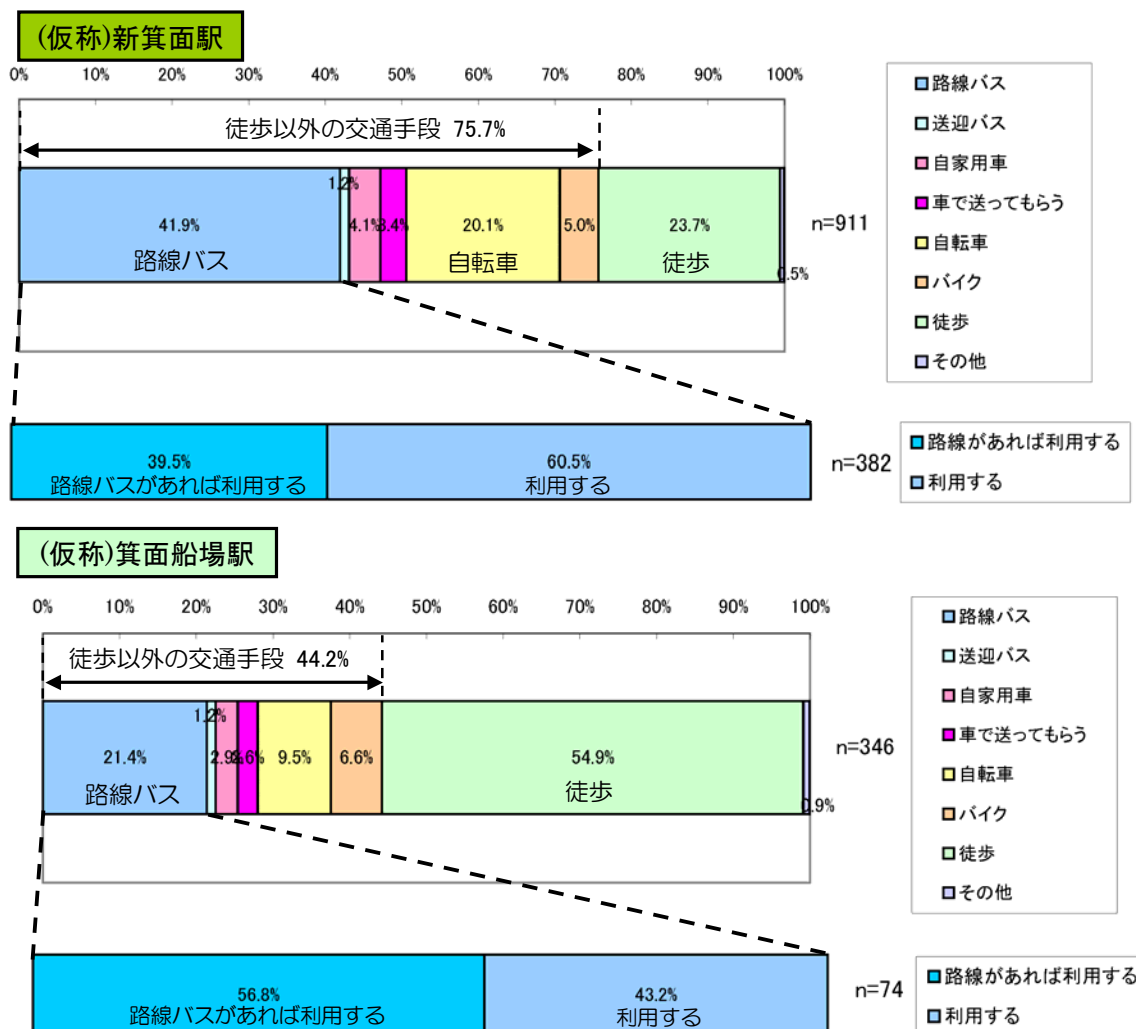 (仮称)新箕面駅
0% 10% 20% 30% 40% 50% 60% 70% 80% 90% 100%
徒歩以外の交通手段 75.7%
41.9% 1.2% 4.1% 3.4% 20.1% 5.0% 23.7% 0.5%
路線バス 自転車 徒歩
n=911
路線バス
送迎バス
自家用車
車で送ってもらう
自転車
バイク
徒歩
その他
39.5% 60.5%
路線バスがあれば利用する 利用する
n=382
路線があれば利用する
利用する
(仮称)箕面船場駅
0% 10% 20% 30% 40% 50% 60% 70% 80% 90% 100%
徒歩以外の交通手段 44.2%
21.4% 1.2% 2.9% 2.6% 9.5% 6.6% 54.9% 0.9%
路線バス 徒歩
n=346
路線バス
送迎バス
自家用車
車で送ってもらう
自転車
バイク
徒歩
その他
56.8% 43.2%
路線バスがあれば利用する 利用する
n=74
路線があれば利用する
利用する